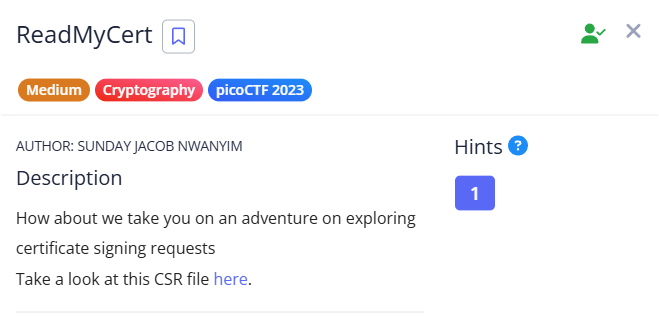 ReadMyCert
Medium Cryptography picoCTF 2023
AUTHOR: SUNDAY JACOB NWANYIM
Description
How about we take you on an adventure on exploring
certificate signing requests
Take a look at this CSR file here.
Hints ?
1